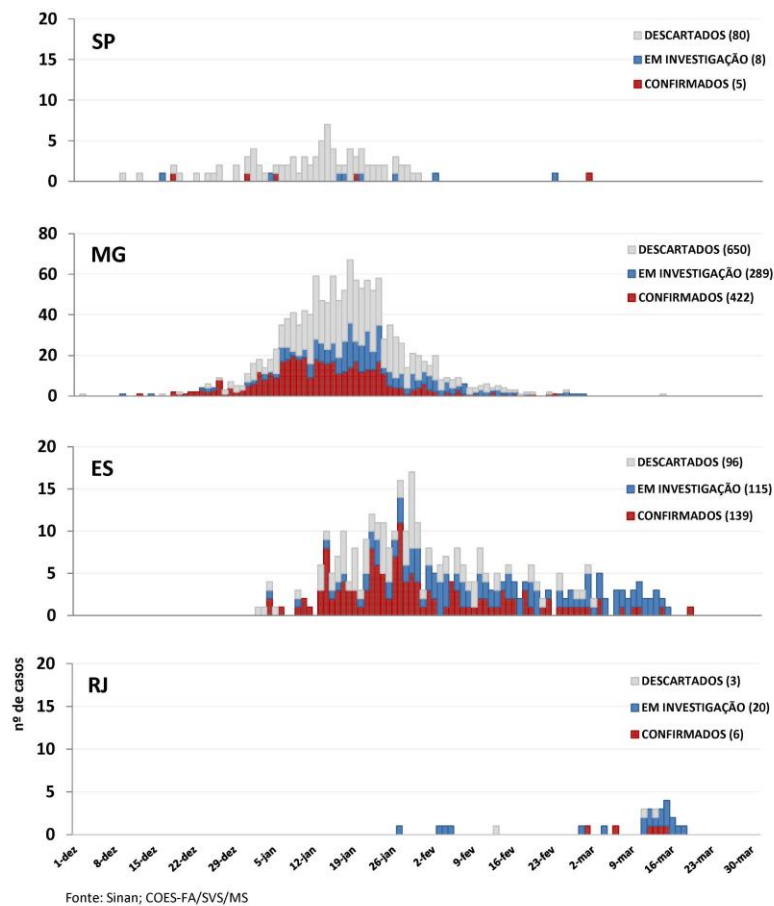 20
15
10
5
0
SP
DESCARTADOS (80)
EM INVESTIGAÇÃO (8)
CONFIRMADOS (5)
80
60
40
20
0
MG
DESCARTADOS (650)
EM INVESTIGAÇÃO (289)
CONFIRMADOS (422)
20
15
10
5
0
ES
DESCARTADOS (96)
EM INVESTIGAÇÃO (115)
CONFIRMADOS (139)
nº de casos
20
15
10
5
0
RJ
DESCARTADOS (3)
EM INVESTIGAÇÃO (20)
CONFIRMADOS (6)
1-dez
8-dez
15-dez
22-dez
29-dez
5-jan
12-jan
19-jan
26-jan
2-fev
9-fev
16-fev
23-fev
2-mar
9-mar
16-mar
23-mar
30-mar
Fonte: Sinan; COES-FA/SVS/MS